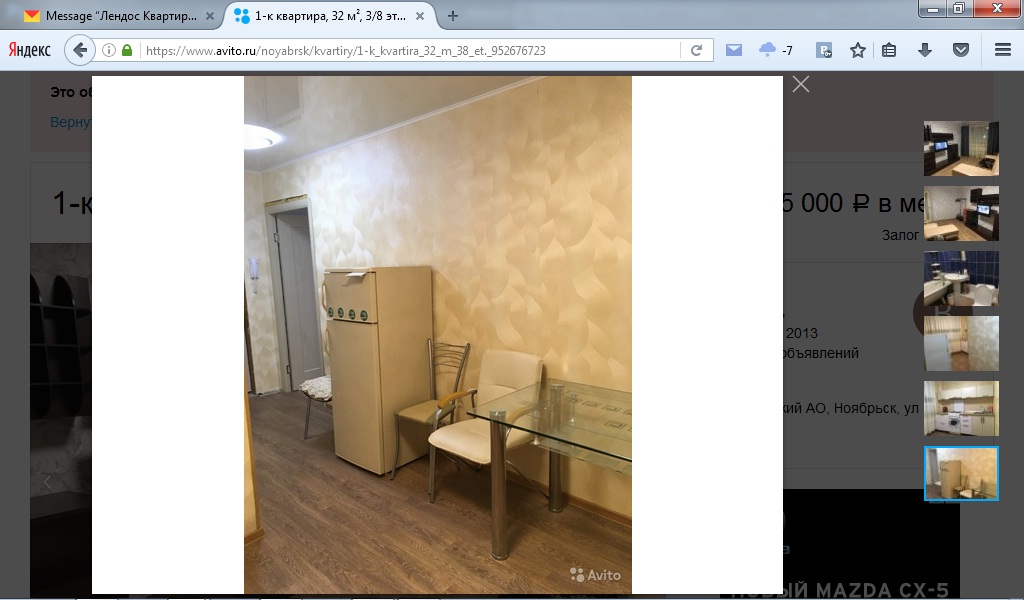 Message “Лендос Квартир...
1-к квартира, 32 м², 3/8 эт...
Яндекс
https://www.avito.ru/noyabrsk/kvartiry/1-k_kvartira_32_m_38_et._952676723
-7
Это об
Верну
1-к
5 000 ₽ в ме
Залог
2013
объявлений
кий АО, Ноябрьск, ул
Avito
НОВЫЙ MAZDA CX-5